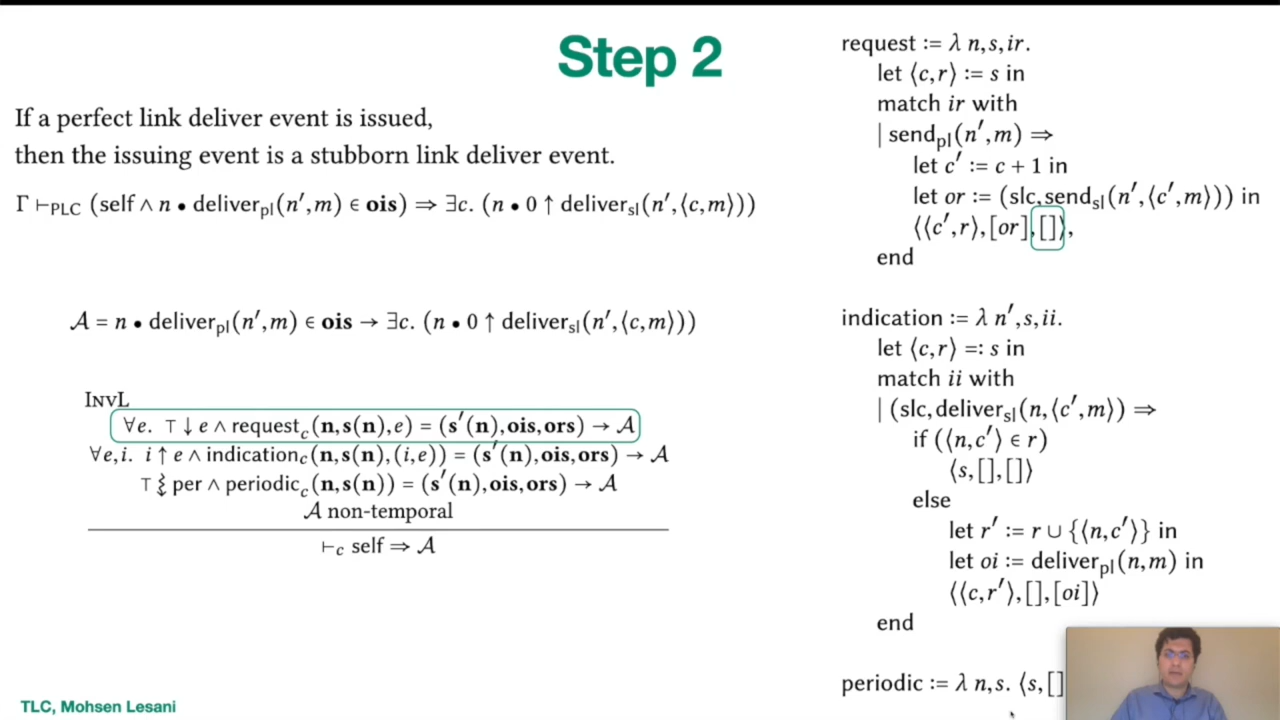 Step 2
If a perfect link deliver event is issued,
then the issuing event is a stubborn link deliver event.
Γ ⊢PLC (self ∧ n • deliverpl(n′,m) ∈ ois) ⇒ ∃c. (n • 0 ↑ deliversl(n′,⟨c,m⟩))
𝒜 = n • deliverpl(n′,m) ∈ ois → ∃c. (n • 0 ↑ deliversl(n′,⟨c,m⟩))
InvL
∀e. ⊤ ↓ e ∧ requestc(n,s(n),e) = (s′(n),ois,ors) → 𝒜
∀e,i. i ↑ e ∧ indicationc(n,s(n),(i,e)) = (s′(n),ois,ors) → 𝒜
⊤ ⸾ per ∧ periodicc(n,s(n)) = (s′(n),ois,ors) → 𝒜
𝒜 non-temporal
⊢c self ⇒ 𝒜
request := λ n,s,ir.
let ⟨c,r⟩ := s in
match ir with
| sendpl(n′,m) ⇒
let c′ := c + 1 in
let or := (slc,sendsl(n′,⟨c′,m⟩)) in
⟨⟨c′,r⟩,[or],[]⟩,
end
indication := λ n′,s,ii.
let ⟨c,r⟩ =: s in
match ii with
| (slc,deliversl(n,⟨c′,m⟩) ⇒
if (⟨n,c′⟩ ∈ r)
⟨s,[],[]⟩
else
let r′ := r ∪ {⟨n,c′⟩} in
let oi := deliverpl(n,m) in
⟨⟨c,r′⟩,[],[oi]⟩
end
periodic := λ n,s. ⟨s,[]
TLC, Mohsen Lesani